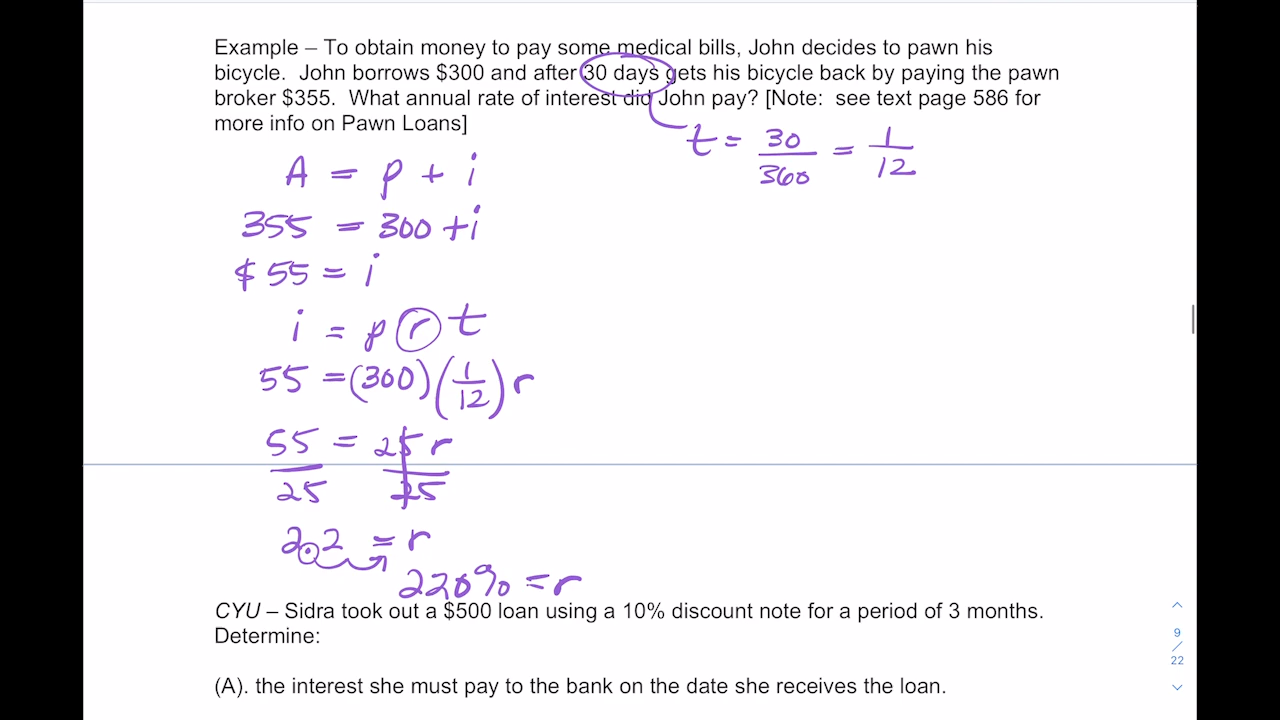 Example – To obtain money to pay some medical bills, John decides to pawn his
bicycle. John borrows $300 and after 30 days gets his bicycle back by paying the pawn
broker $355. What annual rate of interest did John pay? [Note: see text page 586 for
more info on Pawn Loans]
t = 30/360 = 1/12
A = p + i
355 = 300 + i
$55 = i
i = p r t
55 = (300)(1/12) r
55/25 = 25r/25
2.2 = r
220% = r
CYU – Sidra took out a $500 loan using a 10% discount note for a period of 3 months.
Determine:
(A). the interest she must pay to the bank on the date she receives the loan.
9
/
22